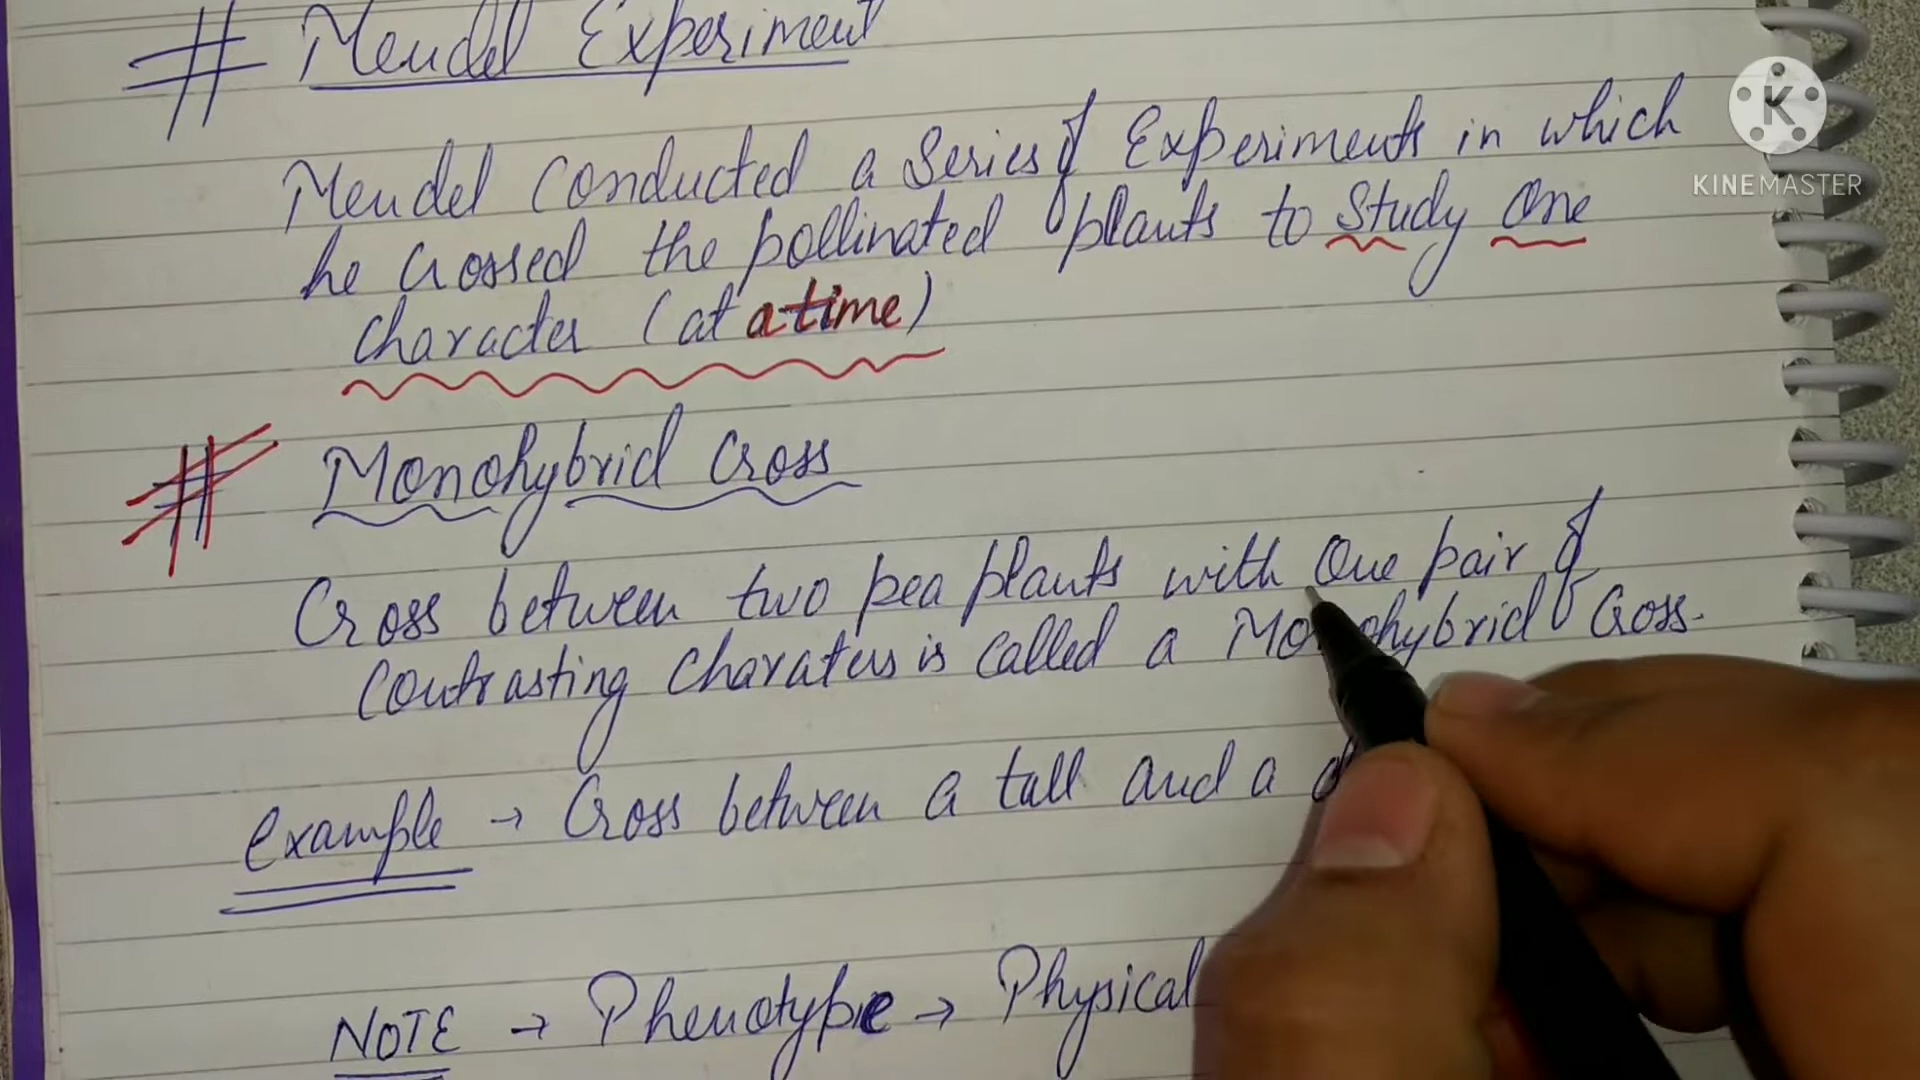 # Mendel Experiment
Mendel conducted a Series of Experiments in which
he crossed the pollinated plants to Study One
character (at a time)
# Monohybrid Cross
Cross between two pea plants with One pair of
Contrasting Charaters is Called a Monohybrid Cross.
Example → Cross between a tall and a
NOTE → Phenotype → Physical
K
KINEMASTER